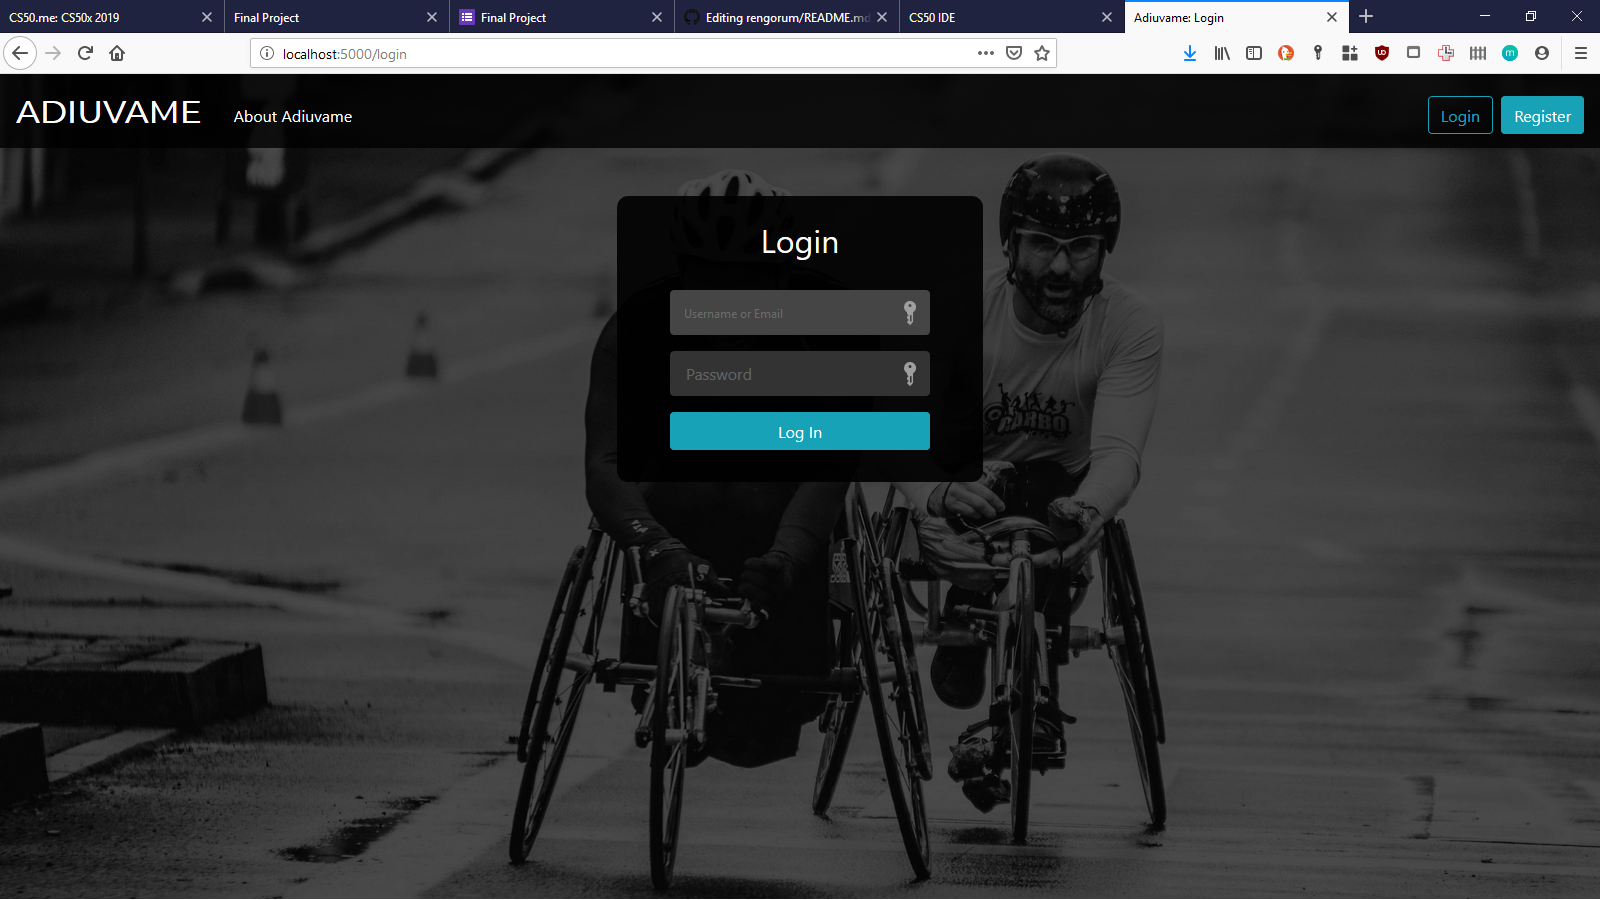 CS50.me: CS50x 2019
Final Project
Final Project
Editing rengorum/README.md
CS50 IDE
Adiuvame: Login
localhost:5000/login
ADIUVAME
About Adiuvame
Login
Register
Login
Username or Email
Password
Log In